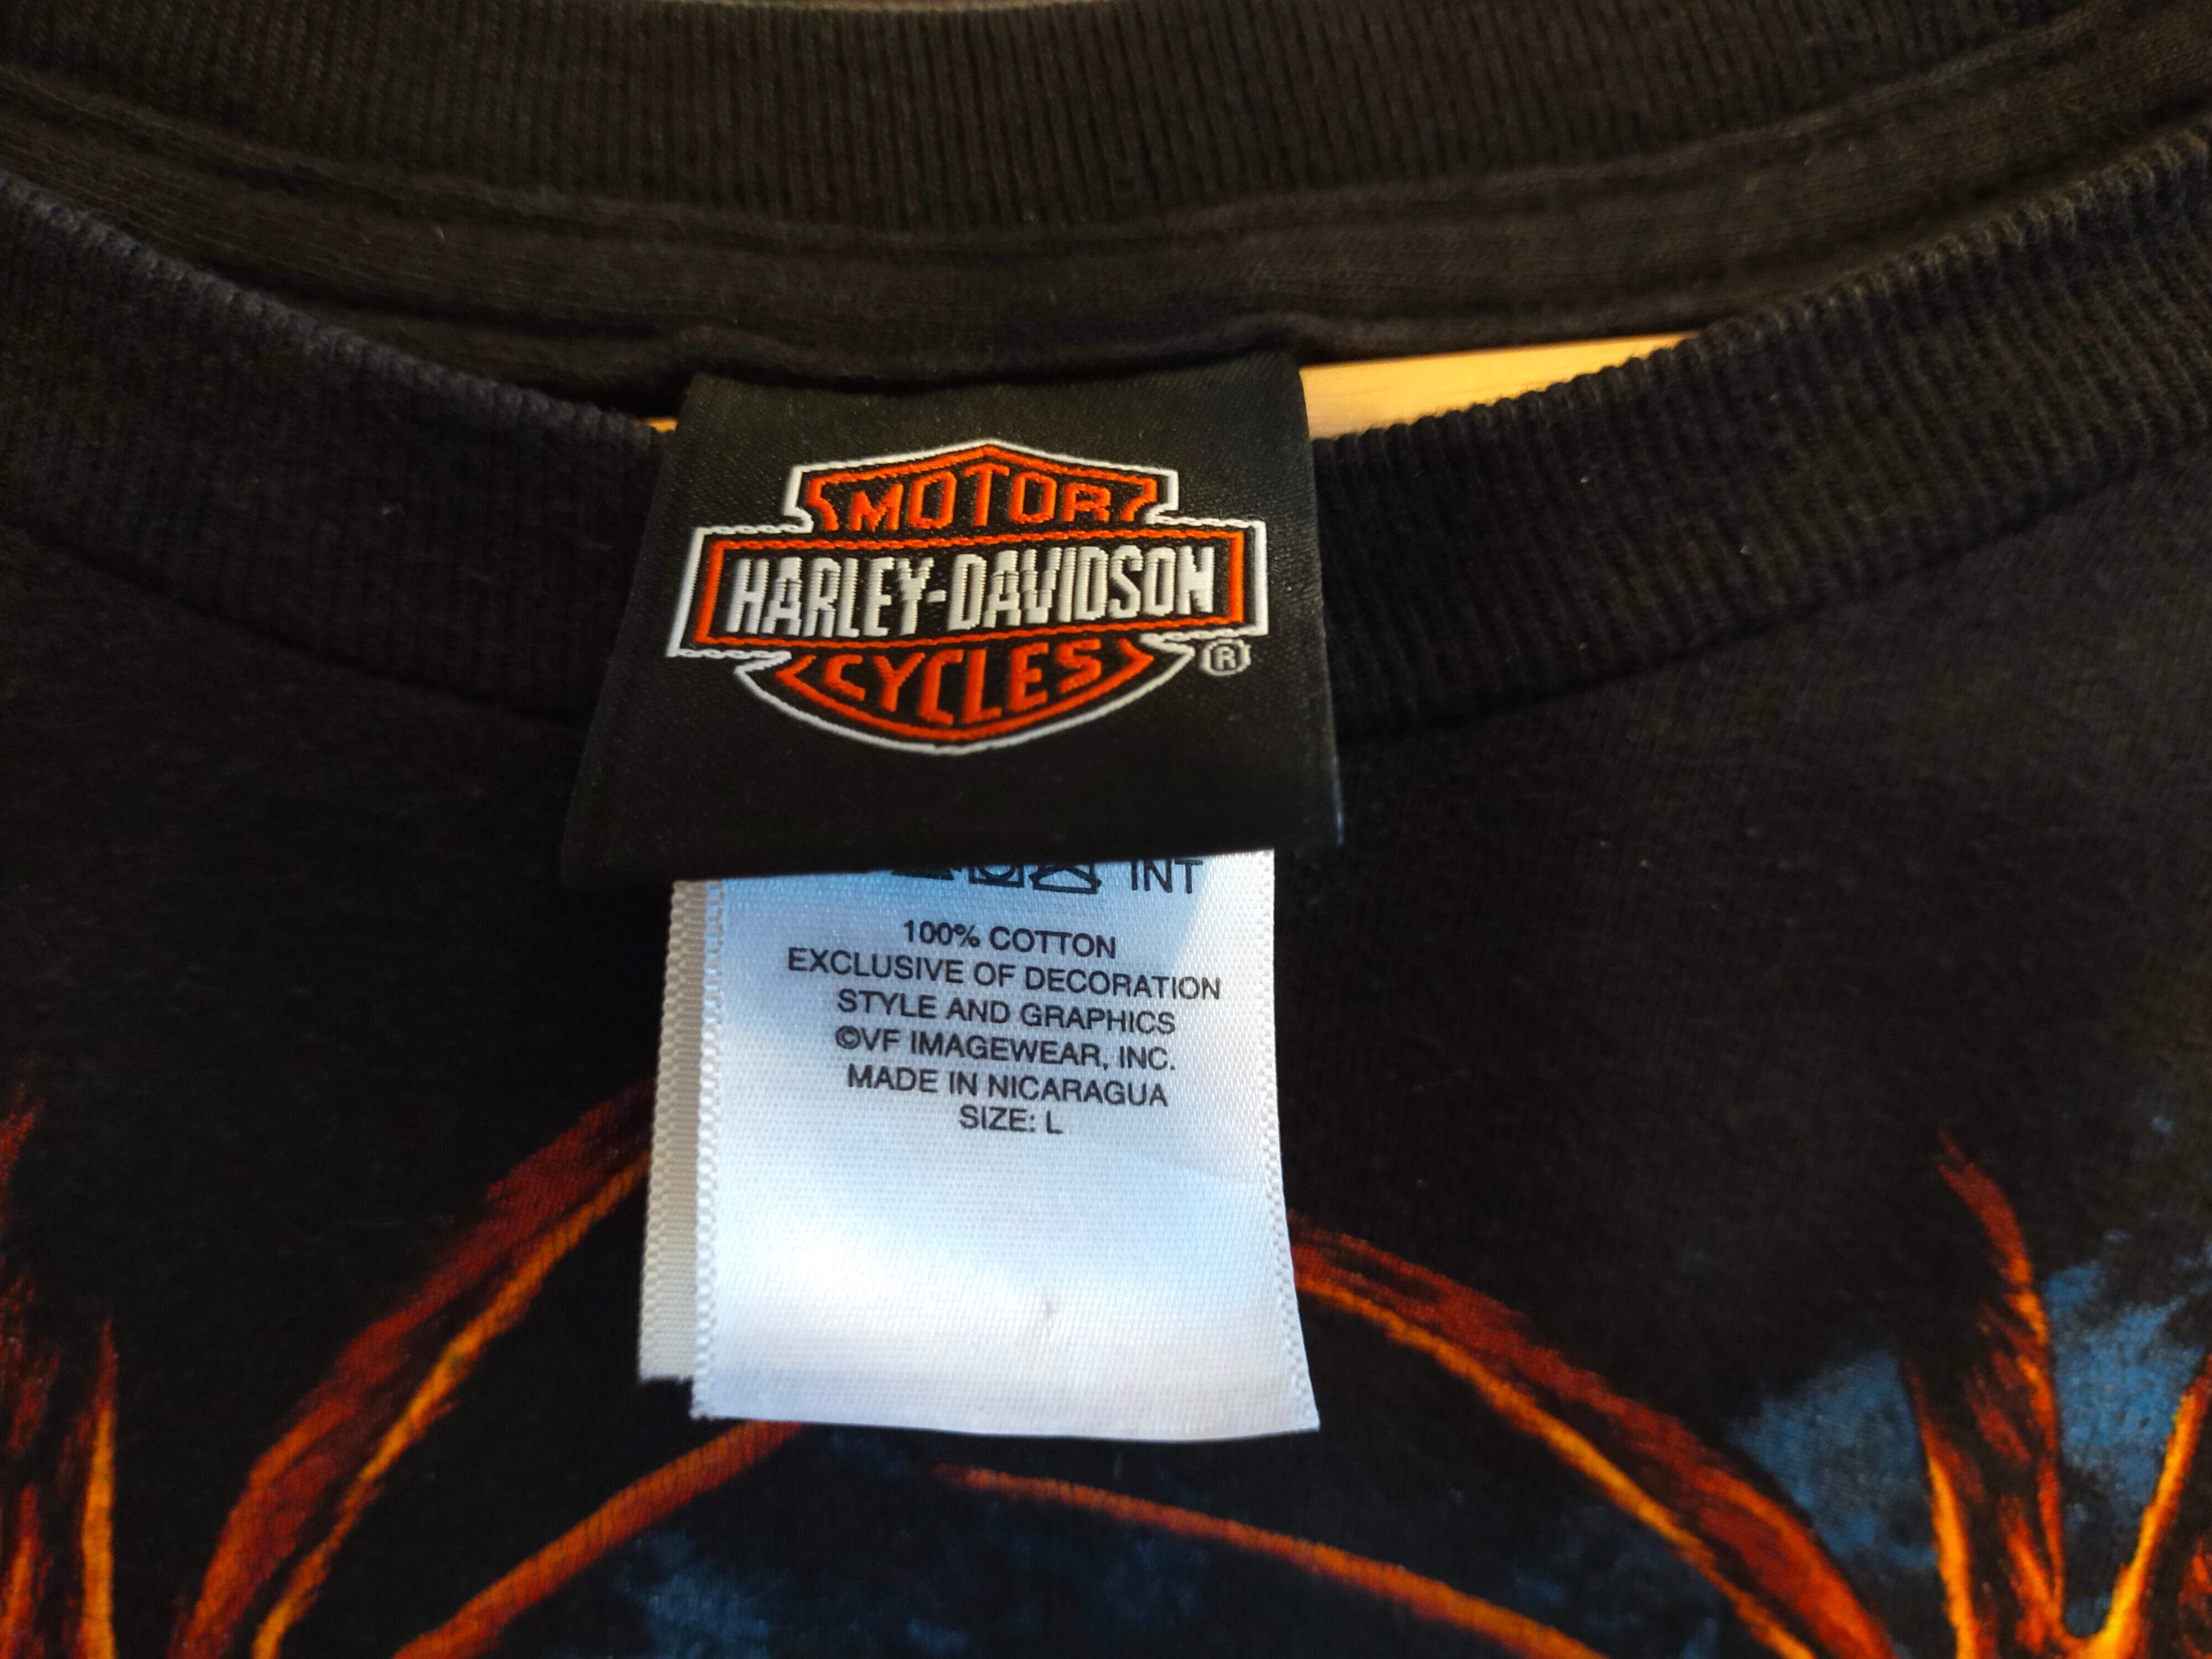 MOTOR
HARLEY-DAVIDSON
CYCLES
®
INT
100% COTTON
EXCLUSIVE OF DECORATION
STYLE AND GRAPHICS
©VF IMAGEWEAR, INC.
MADE IN NICARAGUA
SIZE: L